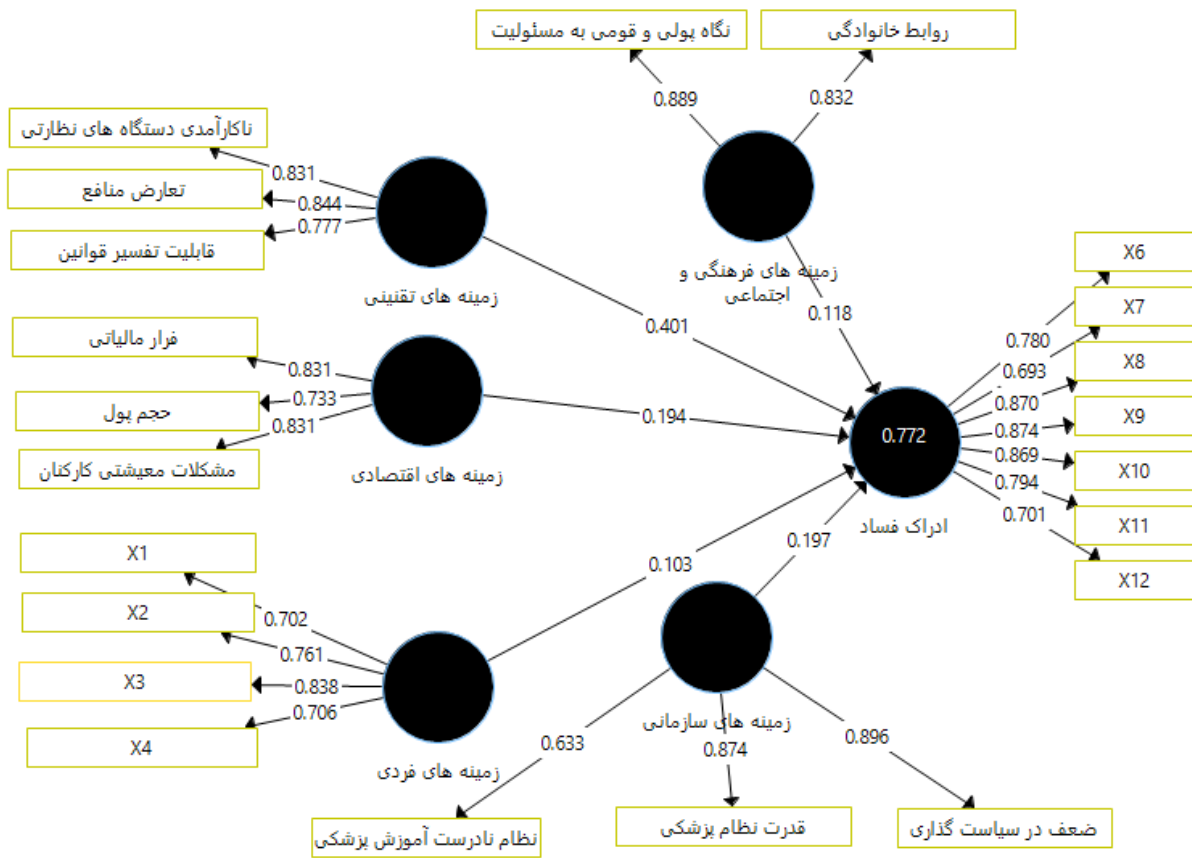 نگاه پولی و قومی به مسئولیت
روابط خانوادگی
0.889
0.832
زمینه های فرهنگی و
اجتماعی
0.118
ناکارآمدی دستگاه های نظارتی
تعارض منافع
قابلیت تفسیر قوانین
0.831
0.844
0.777
زمینه های تقنینی
0.401
فرار مالیاتی
حجم پول
مشکلات معیشتی کارکنان
0.831
0.733
0.831
زمینه های اقتصادی
0.194
X1
X2
X3
X4
0.702
0.761
0.838
0.706
زمینه های فردی
0.103
زمینه های سازمانی
0.197
0.633
0.874
0.896
نظام نادرست آموزش پزشکی
قدرت نظام پزشکی
ضعف در سیاست گذاری
0.772
ادراک فساد
0.780
0.693
0.870
0.874
0.869
0.794
0.701
X6
X7
X8
X9
X10
X11
X12